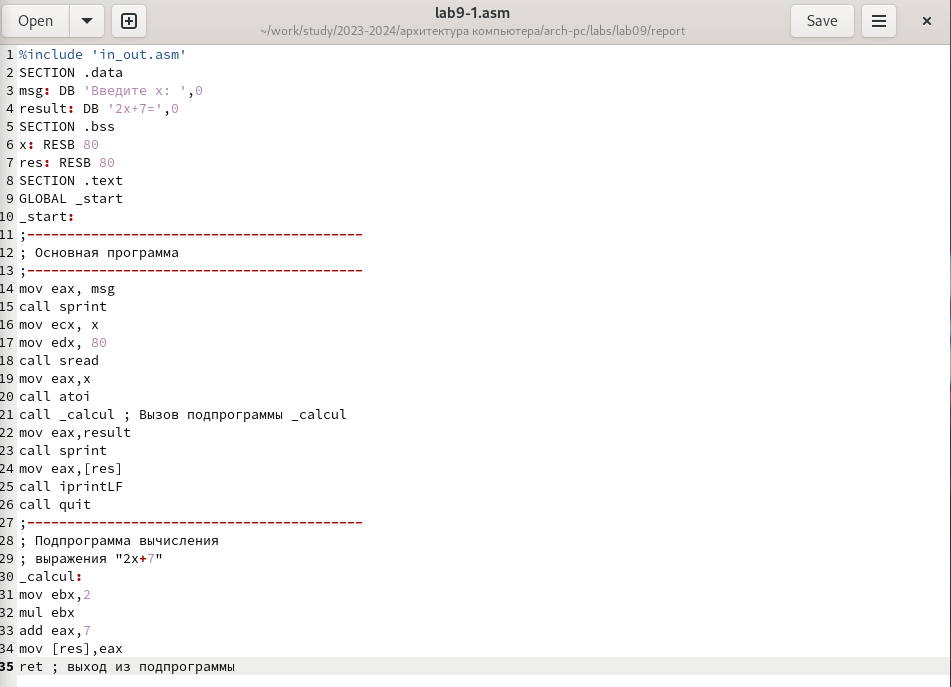 Open
lab9-1.asm
~/work/study/2023-2024/архитектура компьютера/arch-pc/labs/lab09/report
Save
1 %include 'in_out.asm'
2 SECTION .data
3 msg: DB 'Введите x: ',0
4 result: DB '2x+7=',0
5 SECTION .bss
6 x: RESB 80
7 res: RESB 80
8 SECTION .text
9 GLOBAL _start
10 _start:
11 ;------------------------------------------
12 ; Основная программа
13 ;------------------------------------------
14 mov eax, msg
15 call sprint
16 mov ecx, x
17 mov edx, 80
18 call sread
19 mov eax,x
20 call atoi
21 call _calcul ; Вызов подпрограммы _calcul
22 mov eax,result
23 call sprint
24 mov eax,[res]
25 call iprintLF
26 call quit
27 ;------------------------------------------
28 ; Подпрограмма вычисления
29 ; выражения "2x+7"
30 _calcul:
31 mov ebx,2
32 mul ebx
33 add eax,7
34 mov [res],eax
35 ret ; выход из подпрограммы